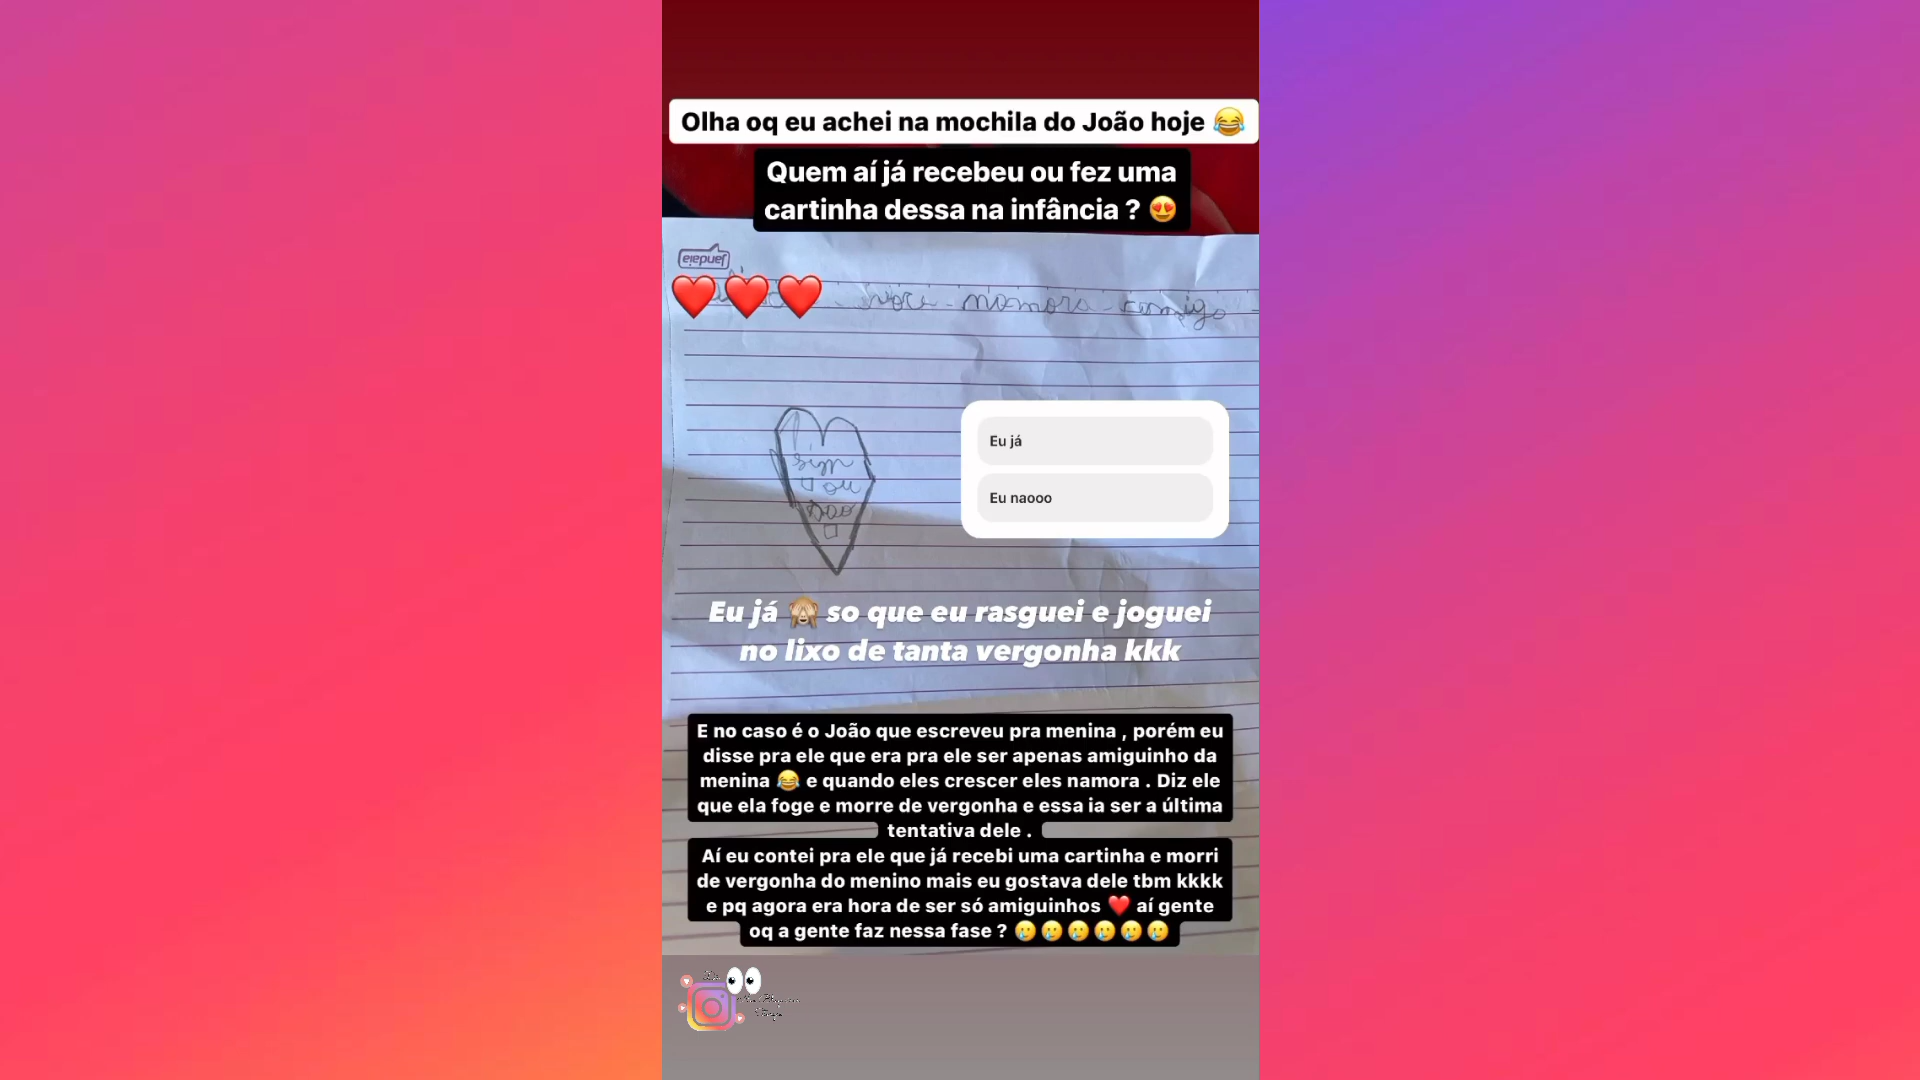 Olha oq eu achei na mochila do João hoje 😂
Quem aí já recebeu ou fez uma
cartinha dessa na infância ? 😍
jandaia
❤️❤️❤️ - voce - namora - comigo -
sim
ou
nao
Eu já
Eu naooo
Eu já 🙈 so que eu rasguei e joguei
no lixo de tanta vergonha kkk
E no caso é o João que escreveu pra menina , porém eu
disse pra ele que era pra ele ser apenas amiguinho da
menina 😂 e quando eles crescer eles namora . Diz ele
que ela foge e morre de vergonha e essa ia ser a última
tentativa dele .
Aí eu contei pra ele que já recebi uma cartinha e morri
de vergonha do menino mais eu gostava dele tbm kkkk
e pq agora era hora de ser só amiguinhos ❤️ aí gente
oq a gente faz nessa fase ? 🥲🥲🥲🥲🥲🥲